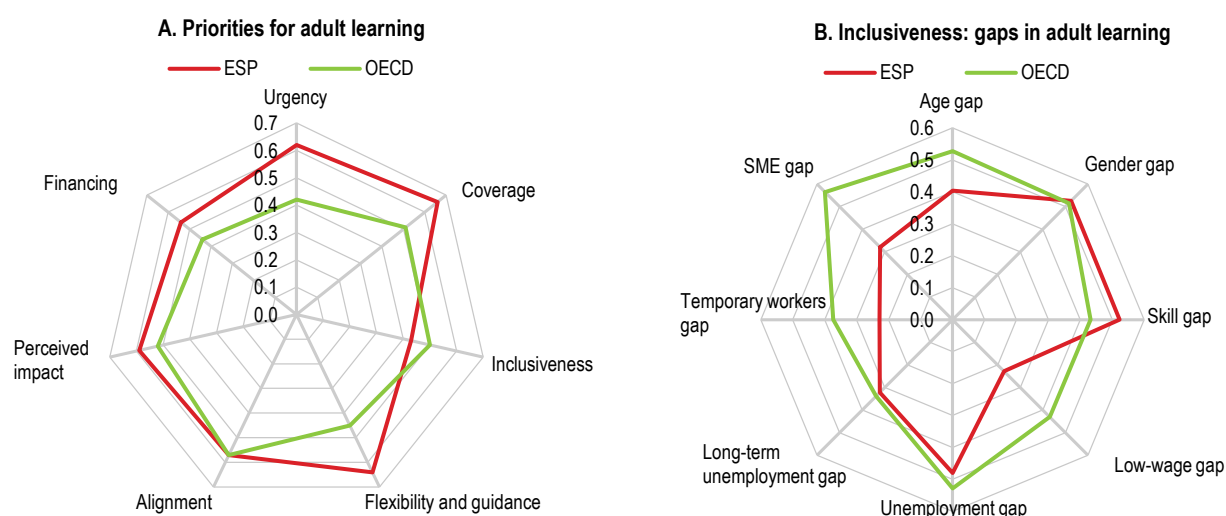 A. Priorities for adult learning
ESP OECD
Urgency
0.7
0.6
0.5
0.4
0.3
0.2
0.1
0.0
Financing
Coverage
Perceived
impact
Inclusiveness
Alignment
Flexibility and guidance
B. Inclusiveness: gaps in adult learning
ESP OECD
Age gap
0.6
0.5
0.4
0.3
0.2
0.1
0.0
SME gap
Gender gap
Temporary workers
gap
Skill gap
Long-term
unemployment gap
Low-wage gap
Unemployment gap